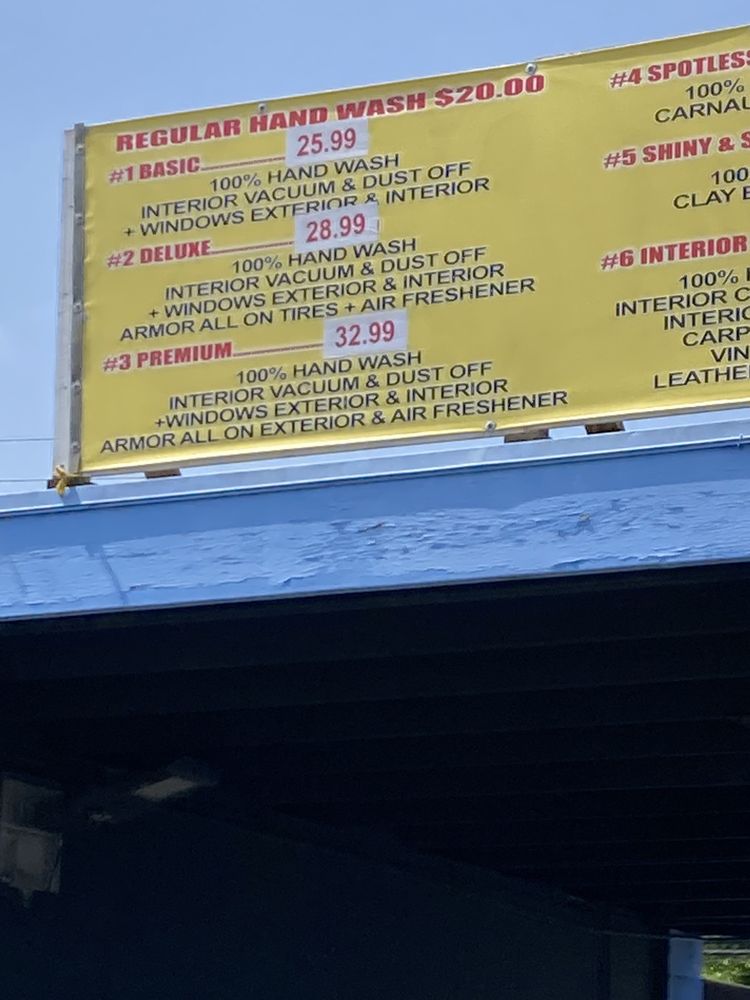 REGULAR HAND WASH $20.00
#1 BASIC 25.99
100% HAND WASH
INTERIOR VACUUM & DUST OFF
+ WINDOWS EXTERIOR & INTERIOR
#2 DELUXE 28.99
100% HAND WASH
INTERIOR VACUUM & DUST OFF
+ WINDOWS EXTERIOR & INTERIOR
ARMOR ALL ON TIRES + AIR FRESHENER
#3 PREMIUM 32.99
100% HAND WASH
INTERIOR VACUUM & DUST OFF
+WINDOWS EXTERIOR & INTERIOR
ARMOR ALL ON EXTERIOR & AIR FRESHENER
#4 SPOTLESS
100%
CARNAU
#5 SHINY & S
100
CLAY
#6 INTERIOR
100%
INTERIOR C
INTERIO
CARP
VIN
LEATHE